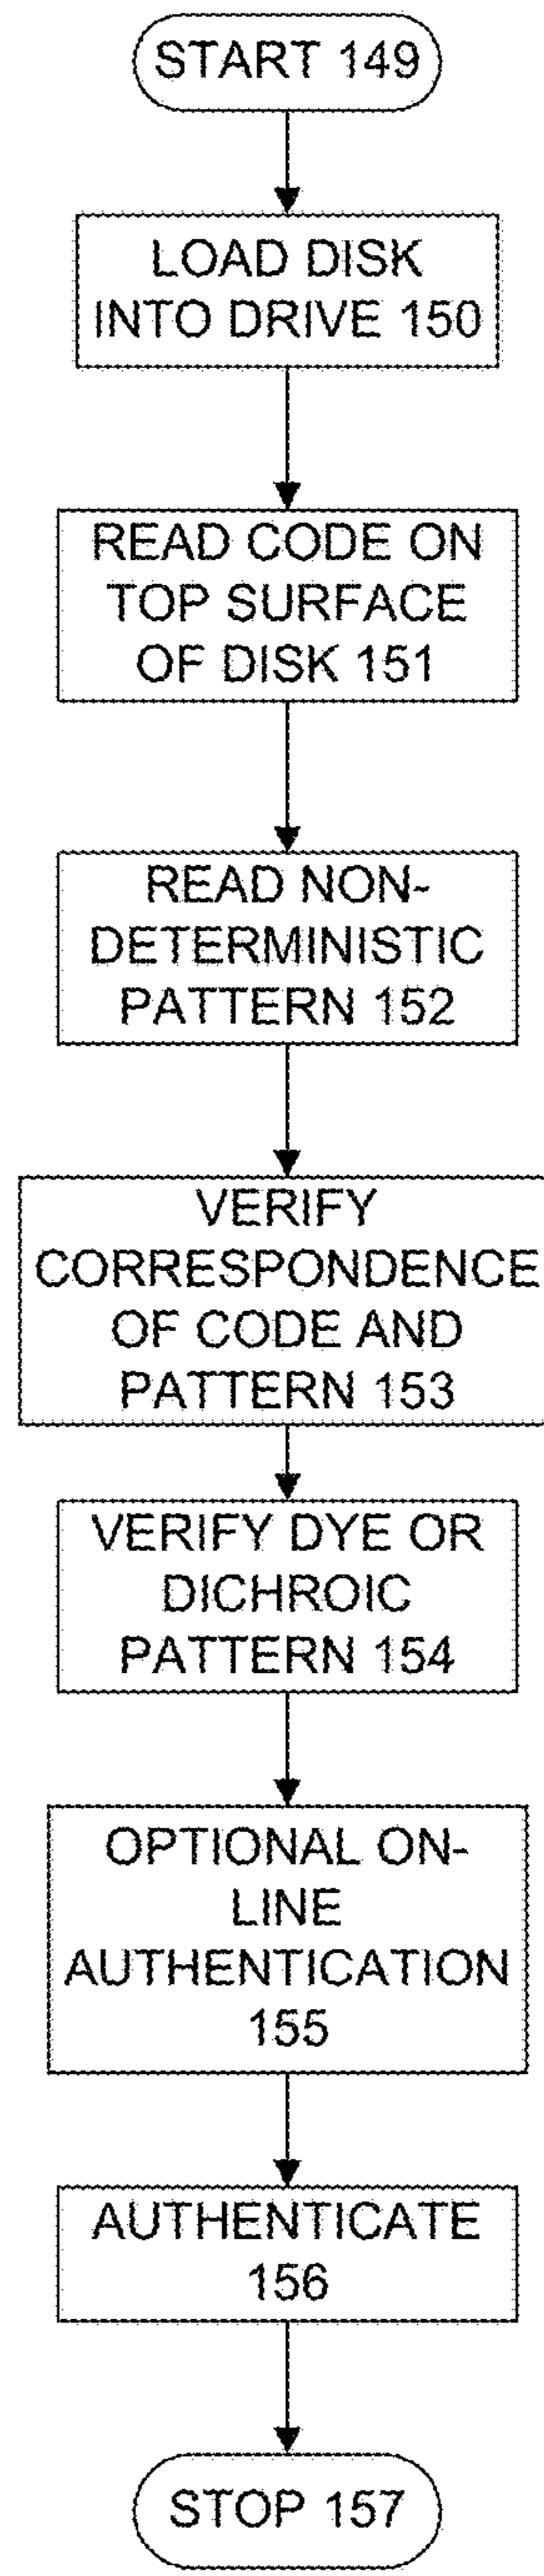 START 149
LOAD DISK
INTO DRIVE 150
READ CODE ON
TOP SURFACE
OF DISK 151
READ NON-
DETERMINISTIC
PATTERN 152
VERIFY
CORRESPONDENCE
OF CODE AND
PATTERN 153
VERIFY DYE OR
DICHROIC
PATTERN 154
OPTIONAL ON-
LINE
AUTHENTICATION
155
AUTHENTICATE
156
STOP 157